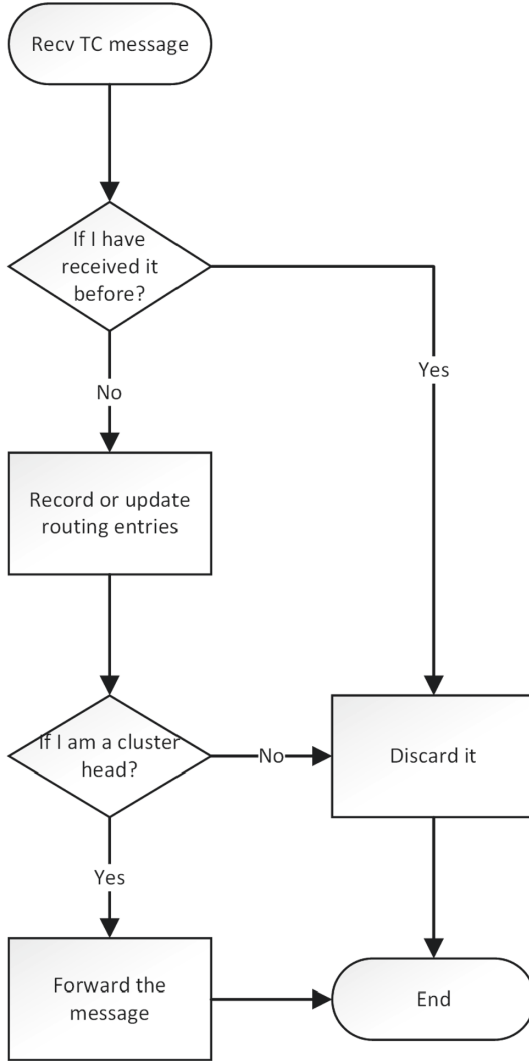 Recv TC message
If I have
received it
before?
Yes
No
Record or update
routing entries
If I am a cluster
head?
No
Discard it
Yes
Forward the
message
End